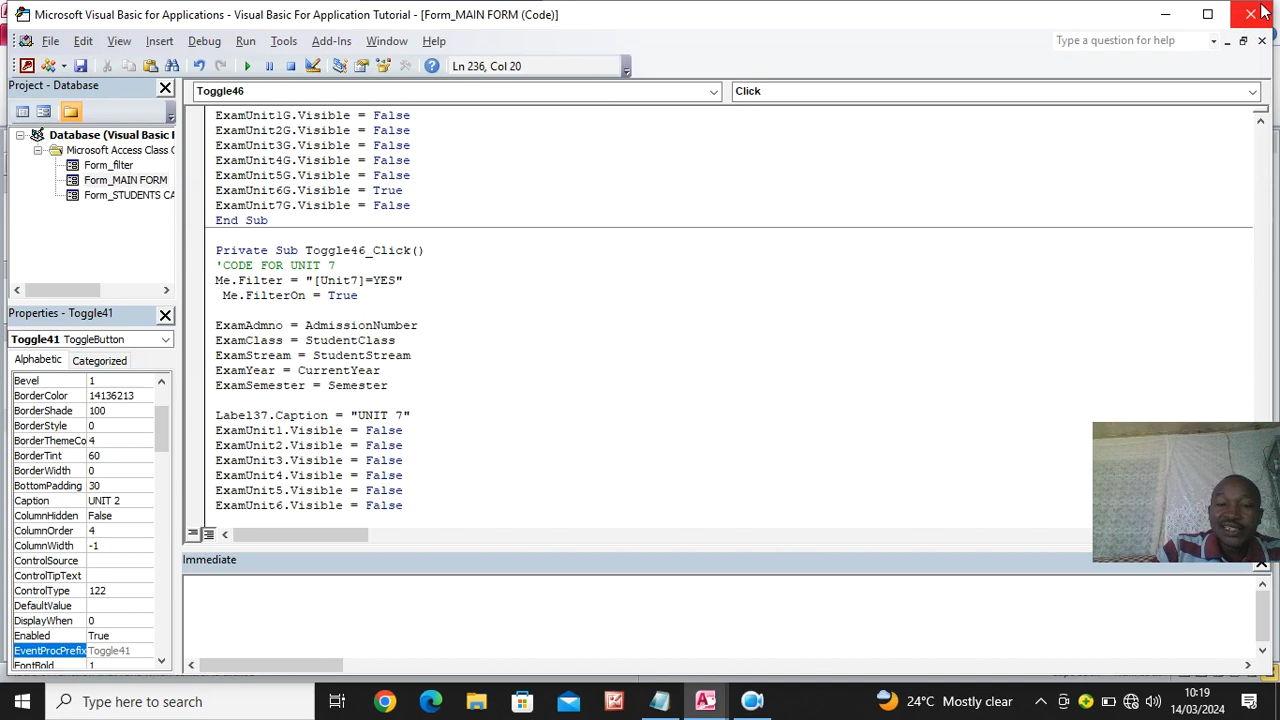 Microsoft Visual Basic for Applications - Visual Basic For Application Tutorial - [Form_MAIN FORM (Code)]
File Edit View Insert Format Debug Run Tools Add-Ins Window Help
Type a question for help
Ln 236, Col 20
Project - Database
Toggle46
Click
Database (Visual Basic
Microsoft Access Class
Form_filter
Form_MAIN FORM
Form_STUDENTS CA
Properties - Toggle41
Toggle41 ToggleButton
Alphabetic Categorized
Bevel 1
BorderColor 14136213
BorderShade 100
BorderStyle 0
BorderThemeCo 4
BorderTint 60
BorderWidth 0
BottomPadding 30
Caption UNIT 2
ColumnHidden False
ColumnOrder 4
ColumnWidth -1
ControlSource
ControlTipText
ControlType 122
DefaultValue
DisplayWhen 0
Enabled True
EventProcPrefix Toggle41
FontBold 1
ExamUnit1G.Visible = False
ExamUnit2G.Visible = False
ExamUnit3G.Visible = False
ExamUnit4G.Visible = False
ExamUnit5G.Visible = False
ExamUnit6G.Visible = True
ExamUnit7G.Visible = False
End Sub
Private Sub Toggle46_Click()
'CODE FOR UNIT 7
Me.Filter = "[Unit7]=YES"
Me.FilterOn = True
ExamAdmno = AdmissionNumber
ExamClass = StudentClass
ExamStream = StudentStream
ExamYear = CurrentYear
ExamSemester = Semester
Label37.Caption = "UNIT 7"
ExamUnit1.Visible = False
ExamUnit2.Visible = False
ExamUnit3.Visible = False
ExamUnit4.Visible = False
ExamUnit5.Visible = False
ExamUnit6.Visible = False
Immediate
Type here to search
24°C Mostly clear
10:19
14/03/2024